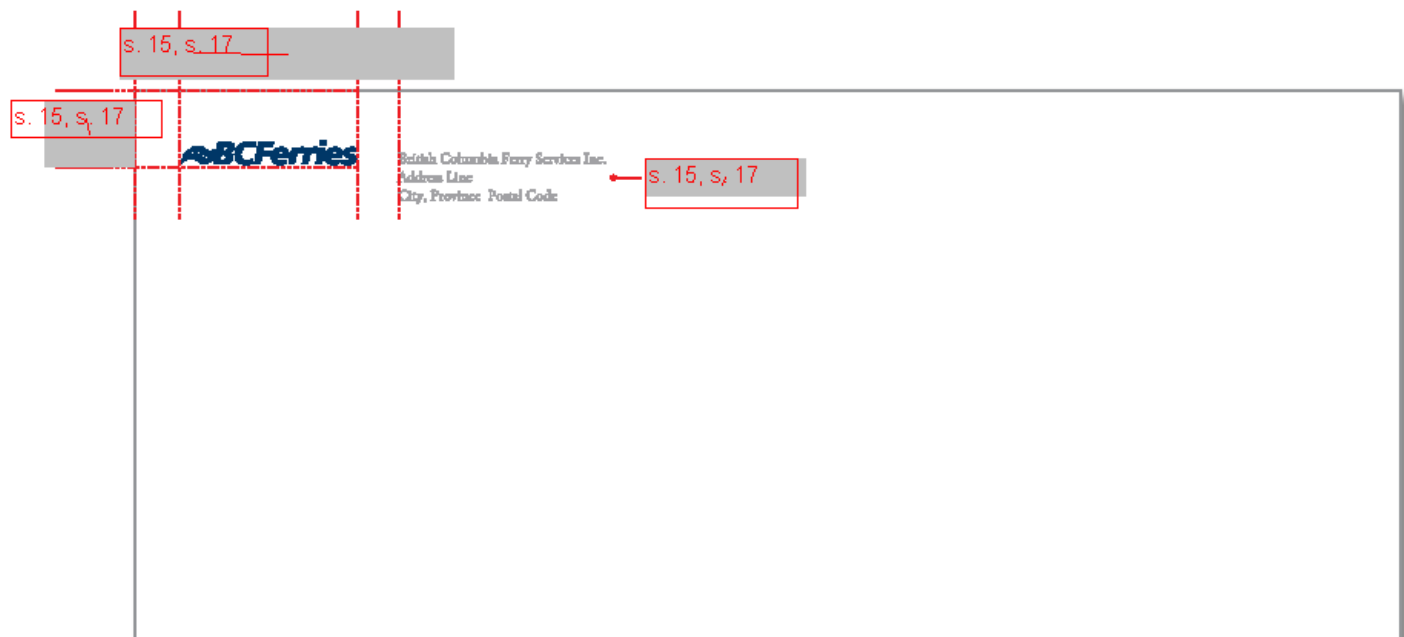 s. 15, s. 17
s. 15, s. 17
BCFerries
British Columbia Ferry Services Inc.
Address Line
City, Province Postal Code
s. 15, s. 17